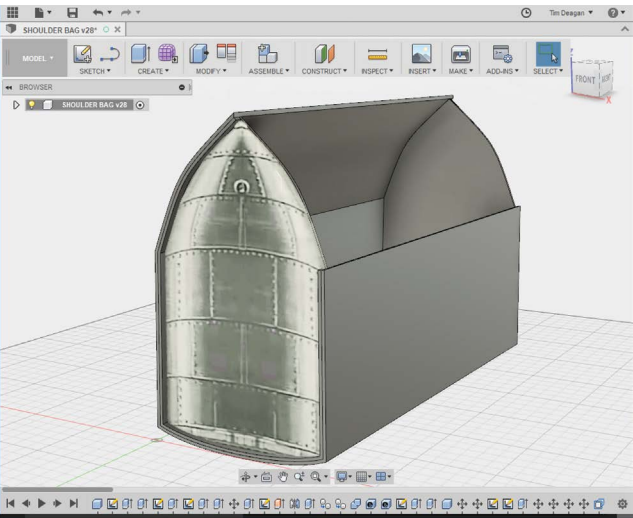 Tim Deagan
SHOULDER BAG v28*
MODEL
SKETCH
CREATE
MODIFY
ASSEMBLE
CONSTRUCT
INSPECT
INSERT
MAKE
ADD-INS
SELECT
BROWSER
SHOULDER BAG v28
FRONT
X